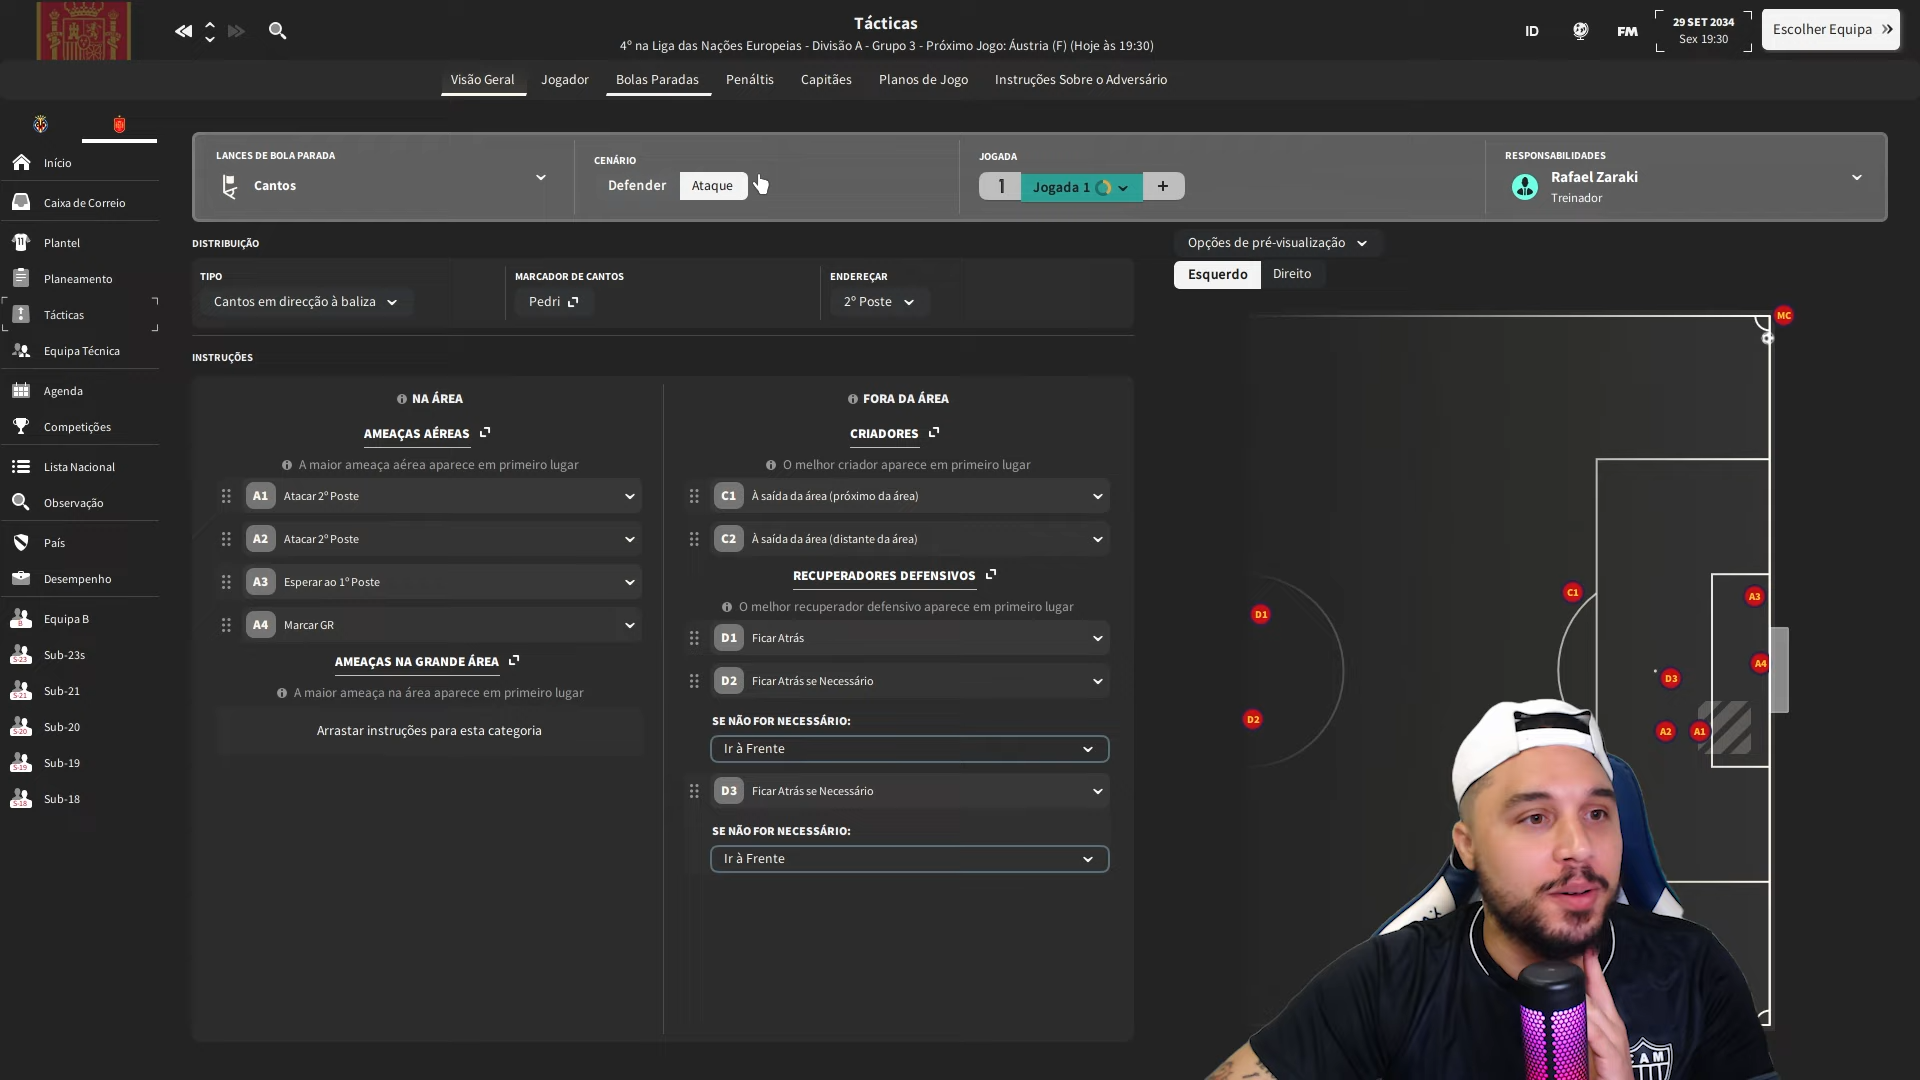 Tácticas
4º na Liga das Nações Europeias - Divisão A - Grupo 3 - Próximo Jogo: Áustria (F) (Hoje às 19:30)
ID
FM
29 SET 2034
Sex 19:30
Escolher Equipa
Visão Geral
Jogador
Bolas Paradas
Penáltis
Capitães
Planos de Jogo
Instruções Sobre o Adversário
Início
Caixa de Correio
Plantel
Planeamento
Tácticas
Equipa Técnica
Agenda
Competições
Lista Nacional
Observação
País
Desempenho
B
Equipa B
S-23
Sub-23s
S-21
Sub-21
S-20
Sub-20
S-19
Sub-19
S-18
Sub-18
LANCES DE BOLA PARADA
Cantos
CENÁRIO
Defender
Ataque
JOGADA
1
Jogada 1
+
RESPONSABILIDADES
Rafael Zaraki
Treinador
DISTRIBUIÇÃO
TIPO
Cantos em direcção à baliza
MARCADOR DE CANTOS
Pedri
ENDEREÇAR
2º Poste
INSTRUÇÕES
NA ÁREA
AMEAÇAS AÉREAS
A maior ameaça aérea aparece em primeiro lugar
A1 Atacar 2º Poste
A2 Atacar 2º Poste
A3 Esperar ao 1º Poste
A4 Marcar GR
AMEAÇAS NA GRANDE ÁREA
A maior ameaça na área aparece em primeiro lugar
Arrastar instruções para esta categoria
FORA DA ÁREA
CRIADORES
O melhor criador aparece em primeiro lugar
C1 À saída da área (próximo da área)
C2 À saída da área (distante da área)
RECUPERADORES DEFENSIVOS
O melhor recuperador defensivo aparece em primeiro lugar
D1 Ficar Atrás
D2 Ficar Atrás se Necessário
SE NÃO FOR NECESSÁRIO:
Ir à Frente
D3 Ficar Atrás se Necessário
SE NÃO FOR NECESSÁRIO:
Ir à Frente
Opções de pré-visualização
Esquerdo
Direito
MC
C1
A3
D1
A4
D3
D2
A2
A1